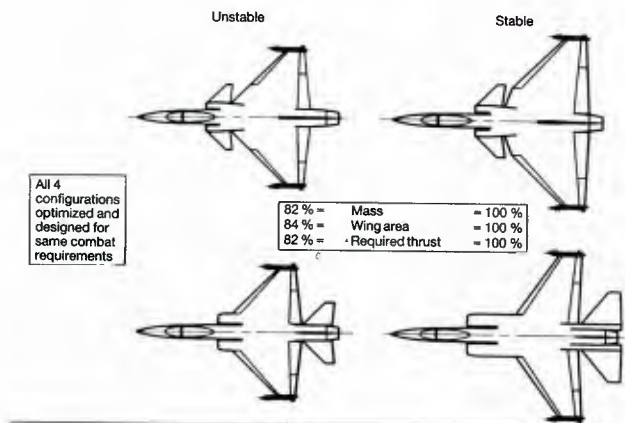 Unstable
Stable
All 4
configurations
optimized and
designed for
same combat
requirements
82 % = Mass = 100 %
84 % = Wing area = 100 %
82 % = Required thrust = 100 %